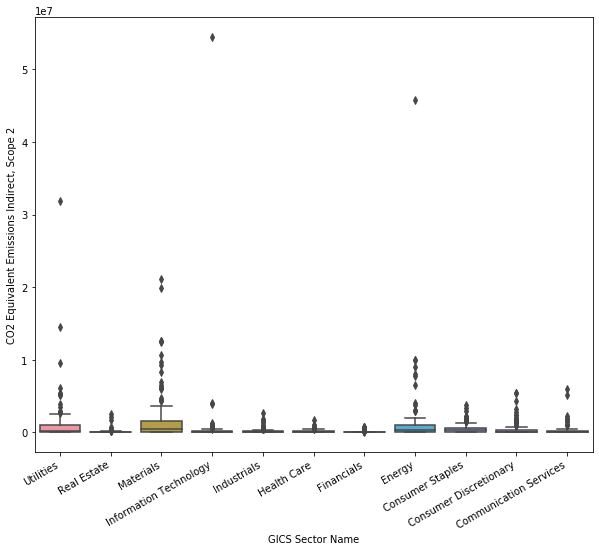 1e7
5
4
3
2
1
0
CO2 Equivalent Emissions Indirect, Scope 2
Utilities
Real Estate
Materials
Information Technology
Industrials
Health Care
Financials
Energy
Consumer Staples
Consumer Discretionary
Communication Services
GICS Sector Name